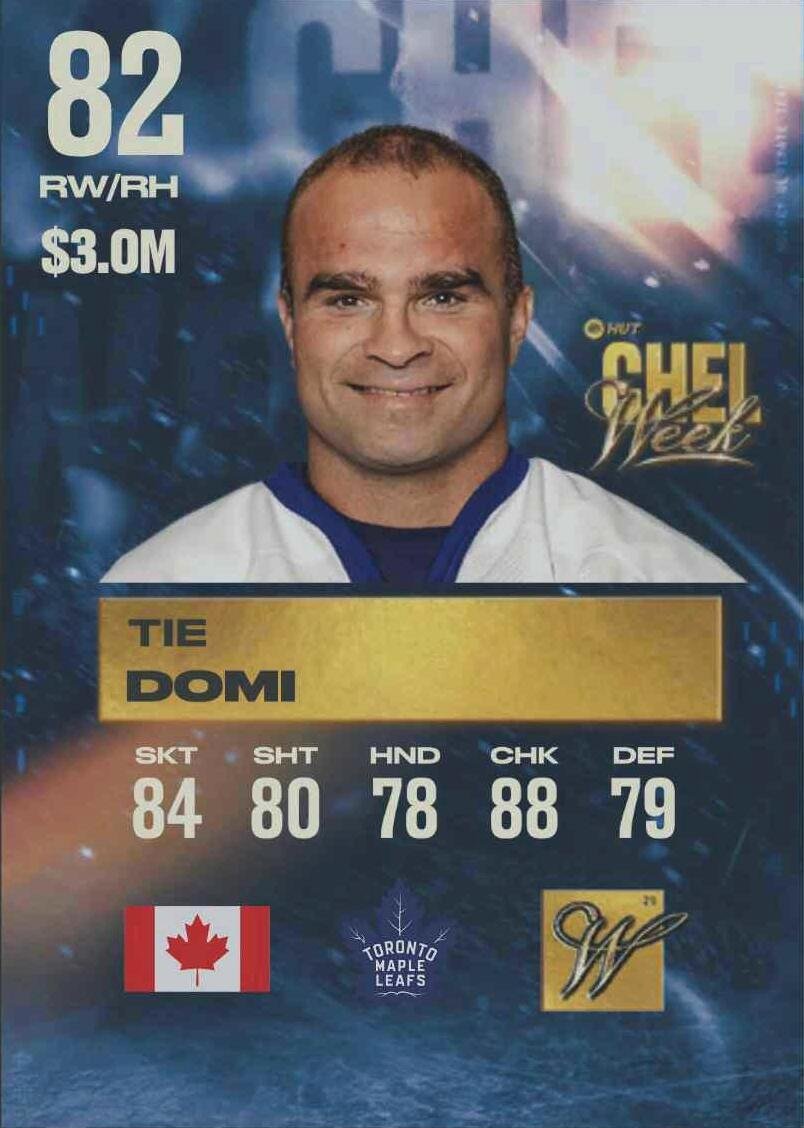 CHE
82
RW/RH
$3.0M
HUT
CHEL
Week
TIE
DOMI
SKT SHT HND CHK DEF
84 80 78 88 79
TORONTO
MAPLE
LEAFS
W